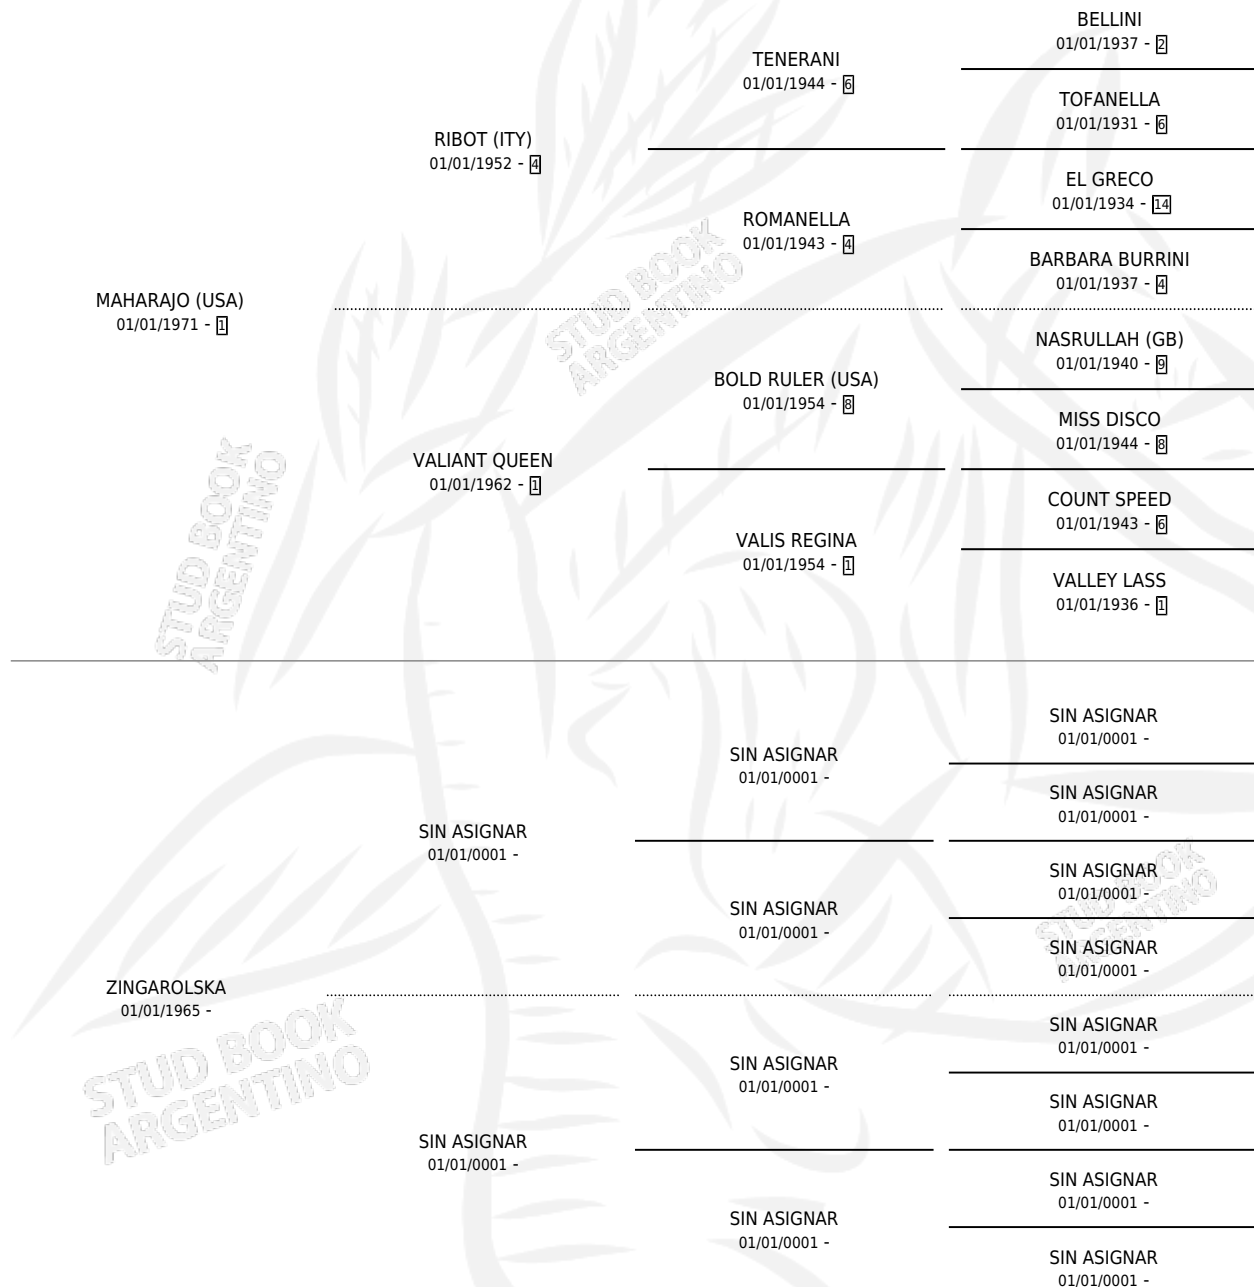 BELLINI
01/01/1937 - 2
TENERANI
01/01/1944 - 6
TOFANELLA
01/01/1931 - 6
RIBOT (ITY)
01/01/1952 - 4
EL GRECO
01/01/1934 - 14
ROMANELLA
01/01/1943 - 4
BARBARA BURRINI
01/01/1937 - 4
MAHARAJO (USA)
01/01/1971 - 1
NASRULLAH (GB)
01/01/1940 - 9
BOLD RULER (USA)
01/01/1954 - 8
MISS DISCO
01/01/1944 - 8
VALIANT QUEEN
01/01/1962 - 1
COUNT SPEED
01/01/1943 - 6
VALIS REGINA
01/01/1954 - 1
VALLEY LASS
01/01/1936 - 1
STUD BOOK
ARGENTINO
STUD BOOK
ARGENTINO
SIN ASIGNAR
01/01/0001 -
SIN ASIGNAR
01/01/0001 -
SIN ASIGNAR
01/01/0001 -
SIN ASIGNAR
01/01/0001 -
SIN ASIGNAR
01/01/0001 -
SIN ASIGNAR
01/01/0001 -
SIN ASIGNAR
01/01/0001 -
STUD BOOK
ARGENTINO
ZINGAROLSKA
01/01/1965 -
SIN ASIGNAR
01/01/0001 -
SIN ASIGNAR
01/01/0001 -
SIN ASIGNAR
01/01/0001 -
SIN ASIGNAR
01/01/0001 -
SIN ASIGNAR
01/01/0001 -
SIN ASIGNAR
01/01/0001 -
SIN ASIGNAR
01/01/0001 -
STUD BOOK
ARGENTINO